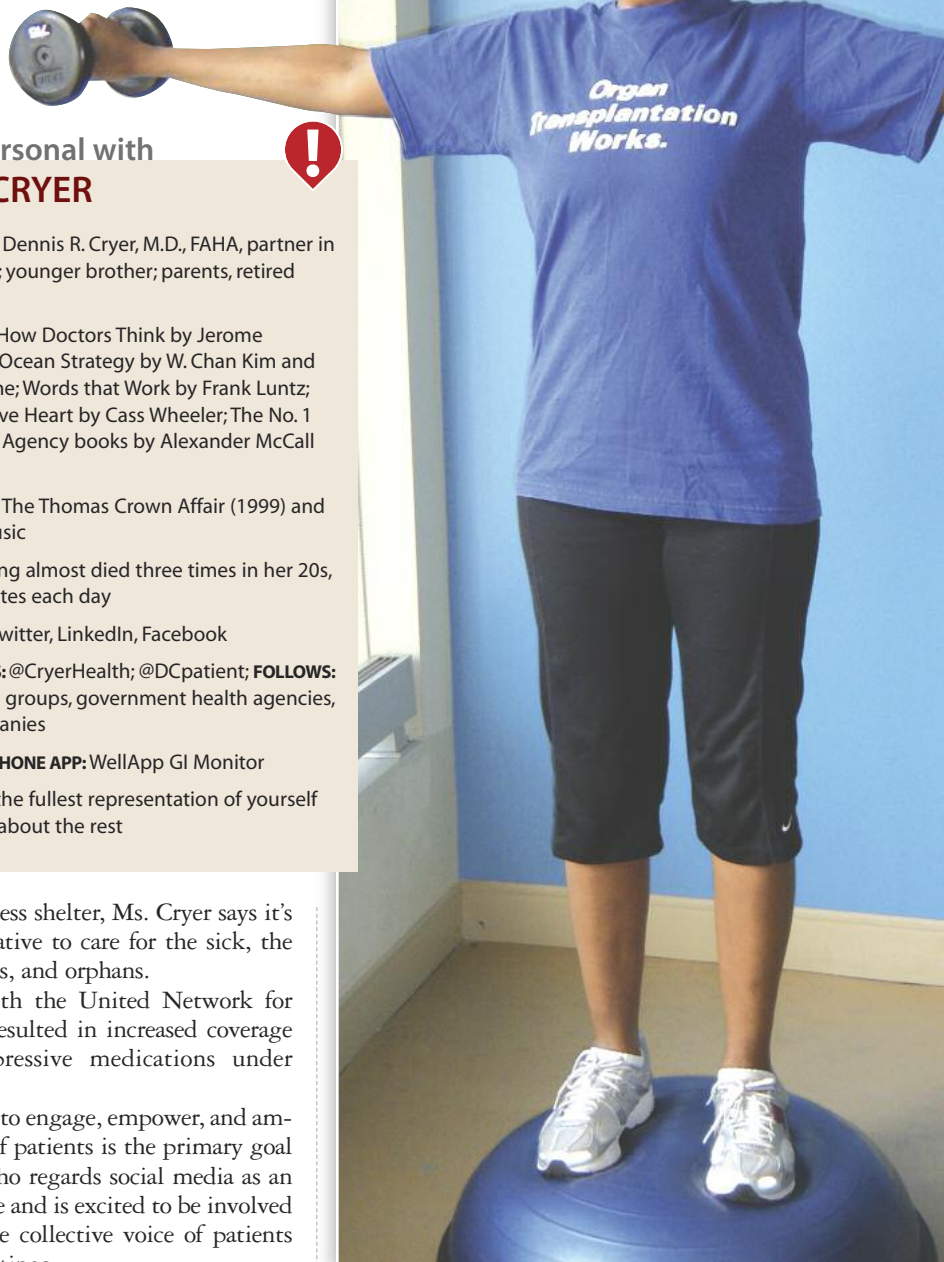 Organ
Transplantation
Works.
rsonal with
CRYER
Dennis R. Cryer, M.D., FAHA, partner in
; younger brother; parents, retired
How Doctors Think by Jerome
Ocean Strategy by W. Chan Kim and
ne; Words that Work by Frank Luntz;
ve Heart by Cass Wheeler; The No. 1
Agency books by Alexander McCall
The Thomas Crown Affair (1999) and
usic
ng almost died three times in her 20s,
tes each day
witter, LinkedIn, Facebook
S: @CryerHealth; @DCpatient; FOLLOWS:
groups, government health agencies,
anies
HONE APP: WellApp GI Monitor
the fullest representation of yourself
about the rest
ess shelter, Ms. Cryer says it's
ative to care for the sick, the
s, and orphans.
th the United Network for
esulted in increased coverage
pressive medications under
to engage, empower, and am-
f patients is the primary goal
ho regards social media as an
e and is excited to be involved
e collective voice of patients